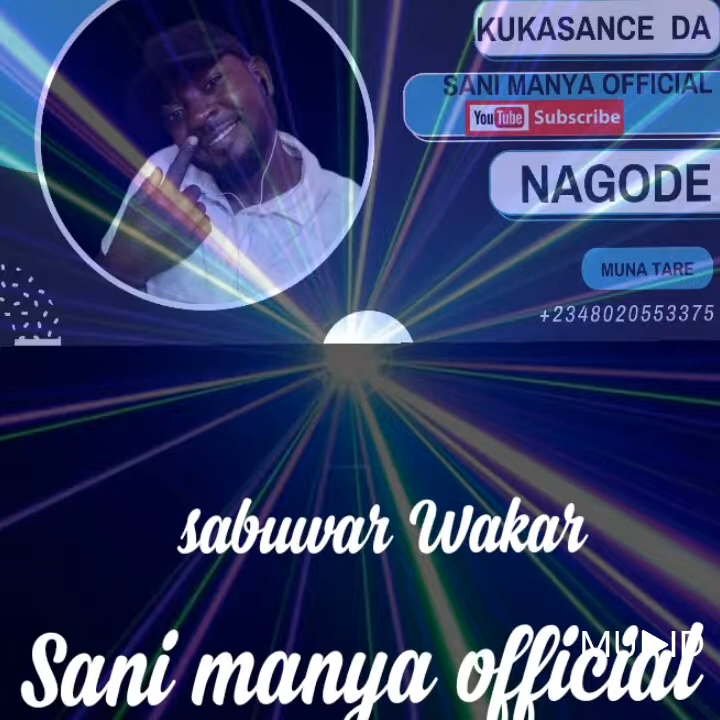 KUKASANCE DA
SANI MANYA OFFICIAL
YouTube Subscribe
NAGODE
MUNA TARE
+2348020553375
sabuwar Wakar
Sani manya official